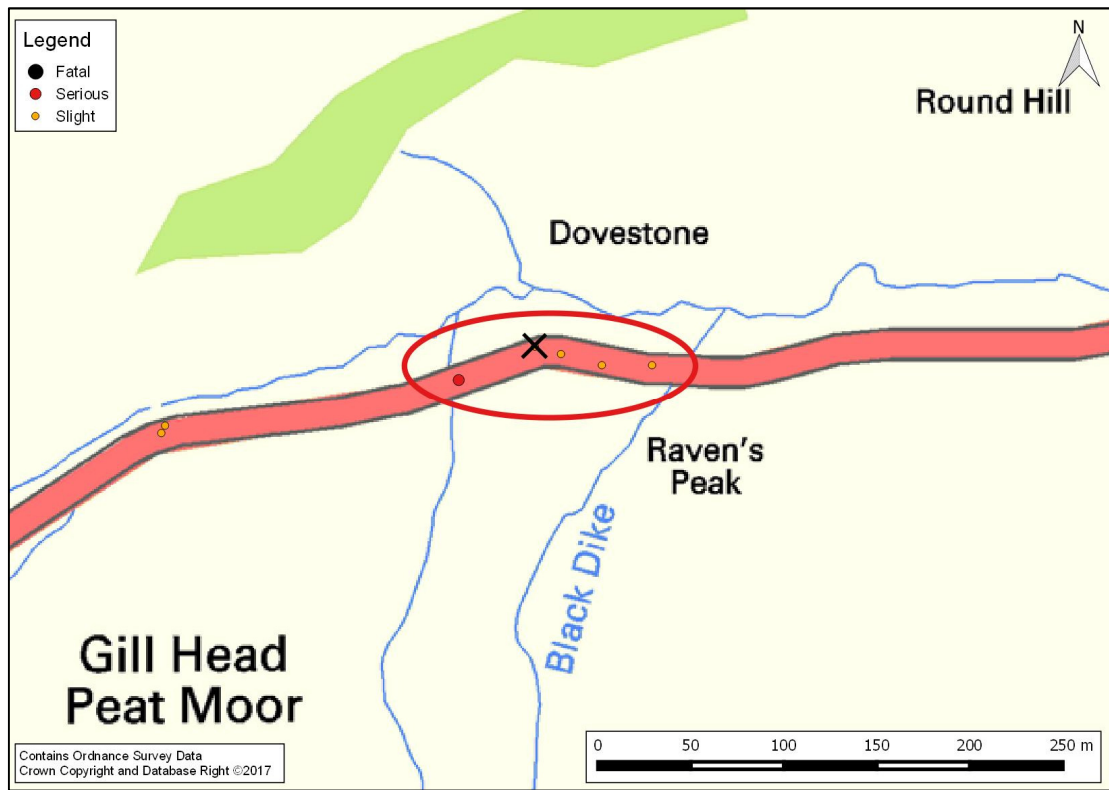 Legend
Fatal
Serious
Slight
N
Round Hill
Dovestone
Raven's
Peak
Black Dike
Gill Head
Peat Moor
Contains Ordnance Survey Data
Crown Copyright and Database Right ©2017
0 50 100 150 200 250 m